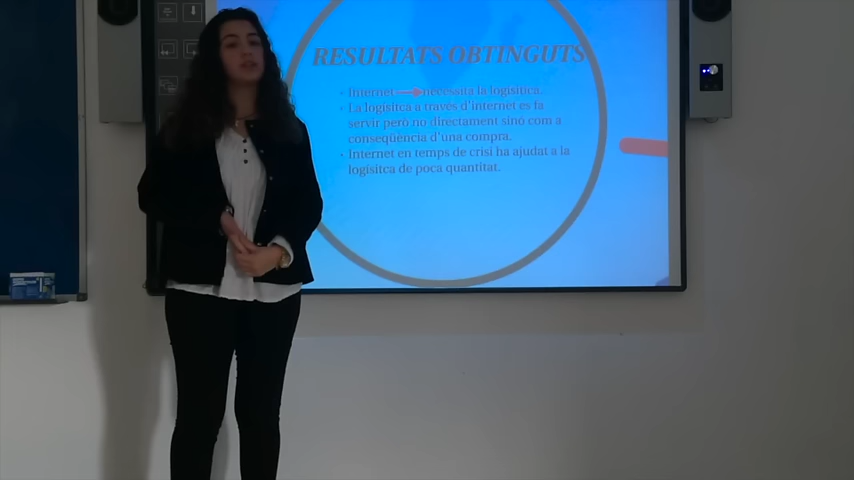 RESULTATS OBTINGUTS
· Internet → necessita la logísitica.
· La logísitca a través d'internet es fa
servir però no directament sinó com a
conseqüència d'una compra.
· Internet en temps de crisi ha ajudat a la
logísitca de poca quantitat.